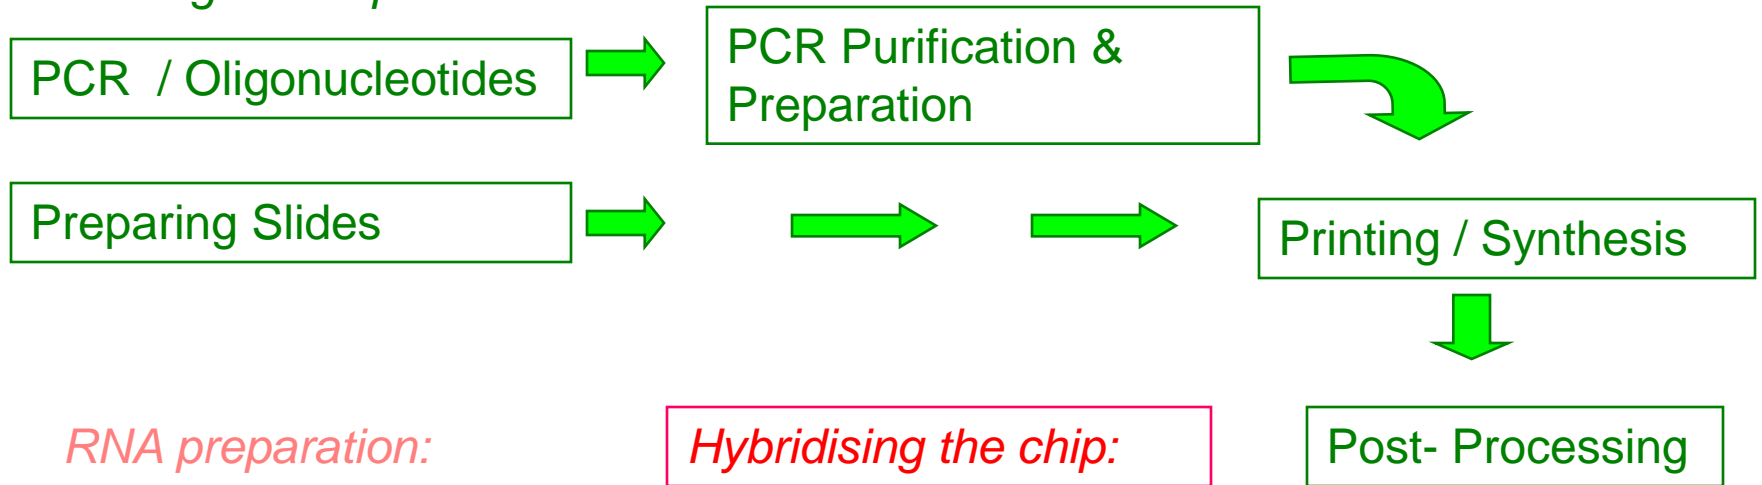 PCR / Oligonucleotides
PCR Purification &
Preparation
Preparing Slides
Printing / Synthesis
RNA preparation:
Hybridising the chip:
Post- Processing